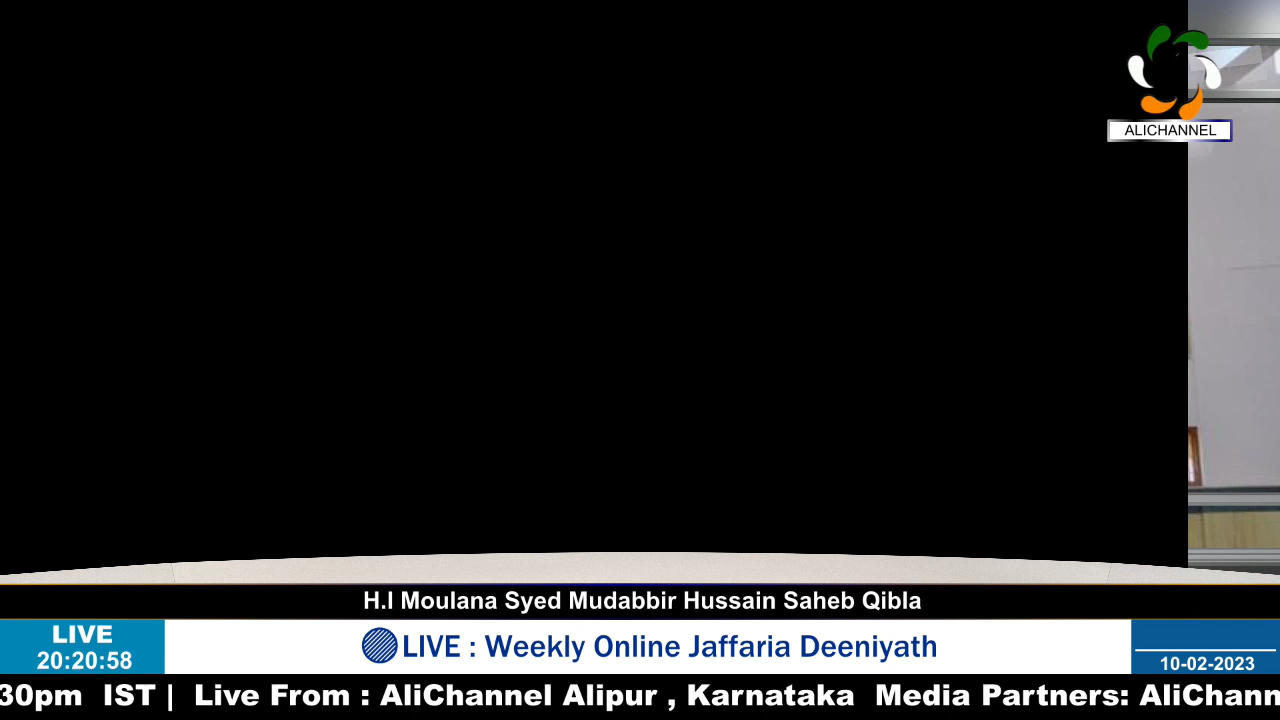 ALICHANNEL
H.I Moulana Syed Mudabbir Hussain Saheb Qibla
LIVE
20:20:58
LIVE : Weekly Online Jaffaria Deeniyath
10-02-2023
30pm IST | Live From : AliChannel Alipur , Karnataka Media Partners: AliChann